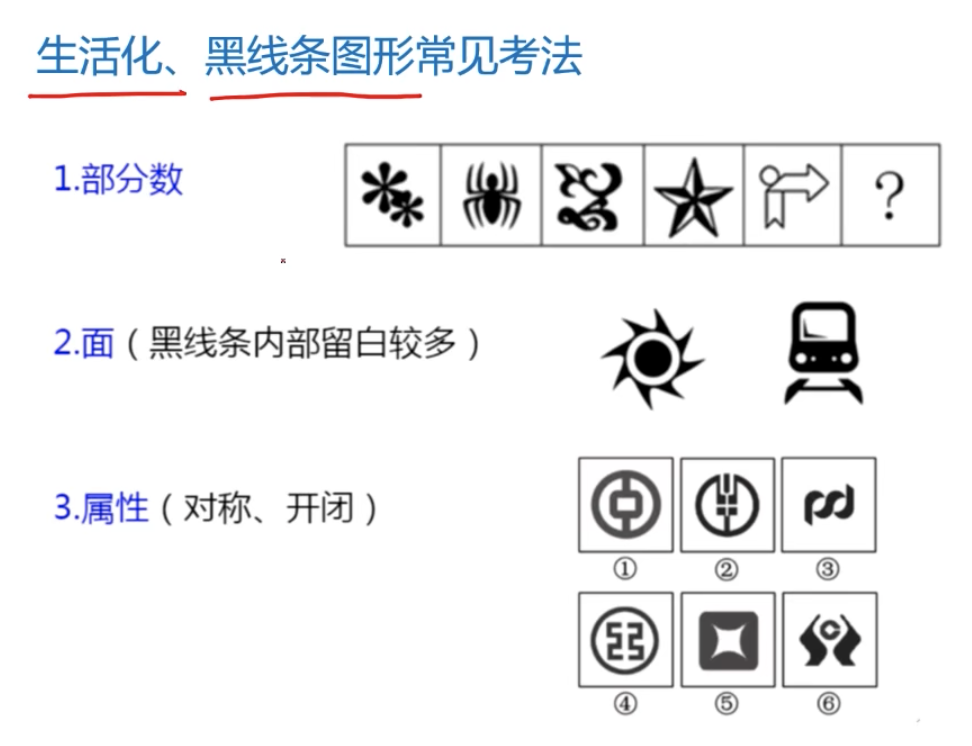 生活化、黑线条图形常见考法
1.部分数
?
2.面（黑线条内部留白较多）
3.属性（对称、开闭）
① ② ③
④ ⑤ ⑥